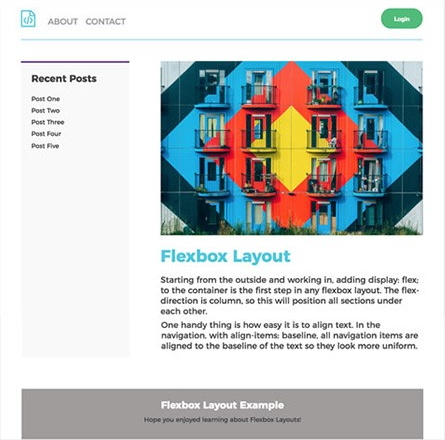 ABOUT CONTACT
Login
Recent Posts
Post One
Post Two
Post Three
Post Four
Post Five
Flexbox Layout
Starting from the outside and working in, adding display: flex;
to the container is the first step in any flexbox layout. The flex-
direction is column, so this will position all sections under
each other.
One handy thing is how easy it is to align text. In the
navigation, with align-items: baseline, all navigation items are
aligned to the baseline of the text so they look more uniform.
Flexbox Layout Example
Hope you enjoyed learning about Flexbox Layouts!